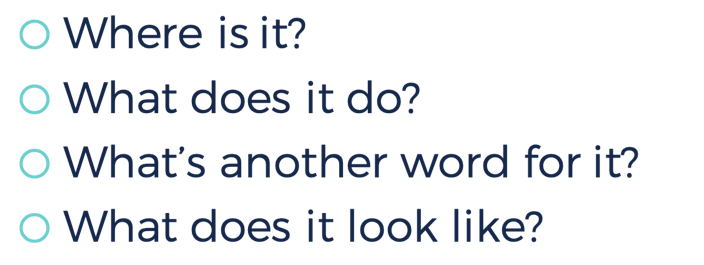 Where is it?
What does it do?
What’s another word for it?
What does it look like?